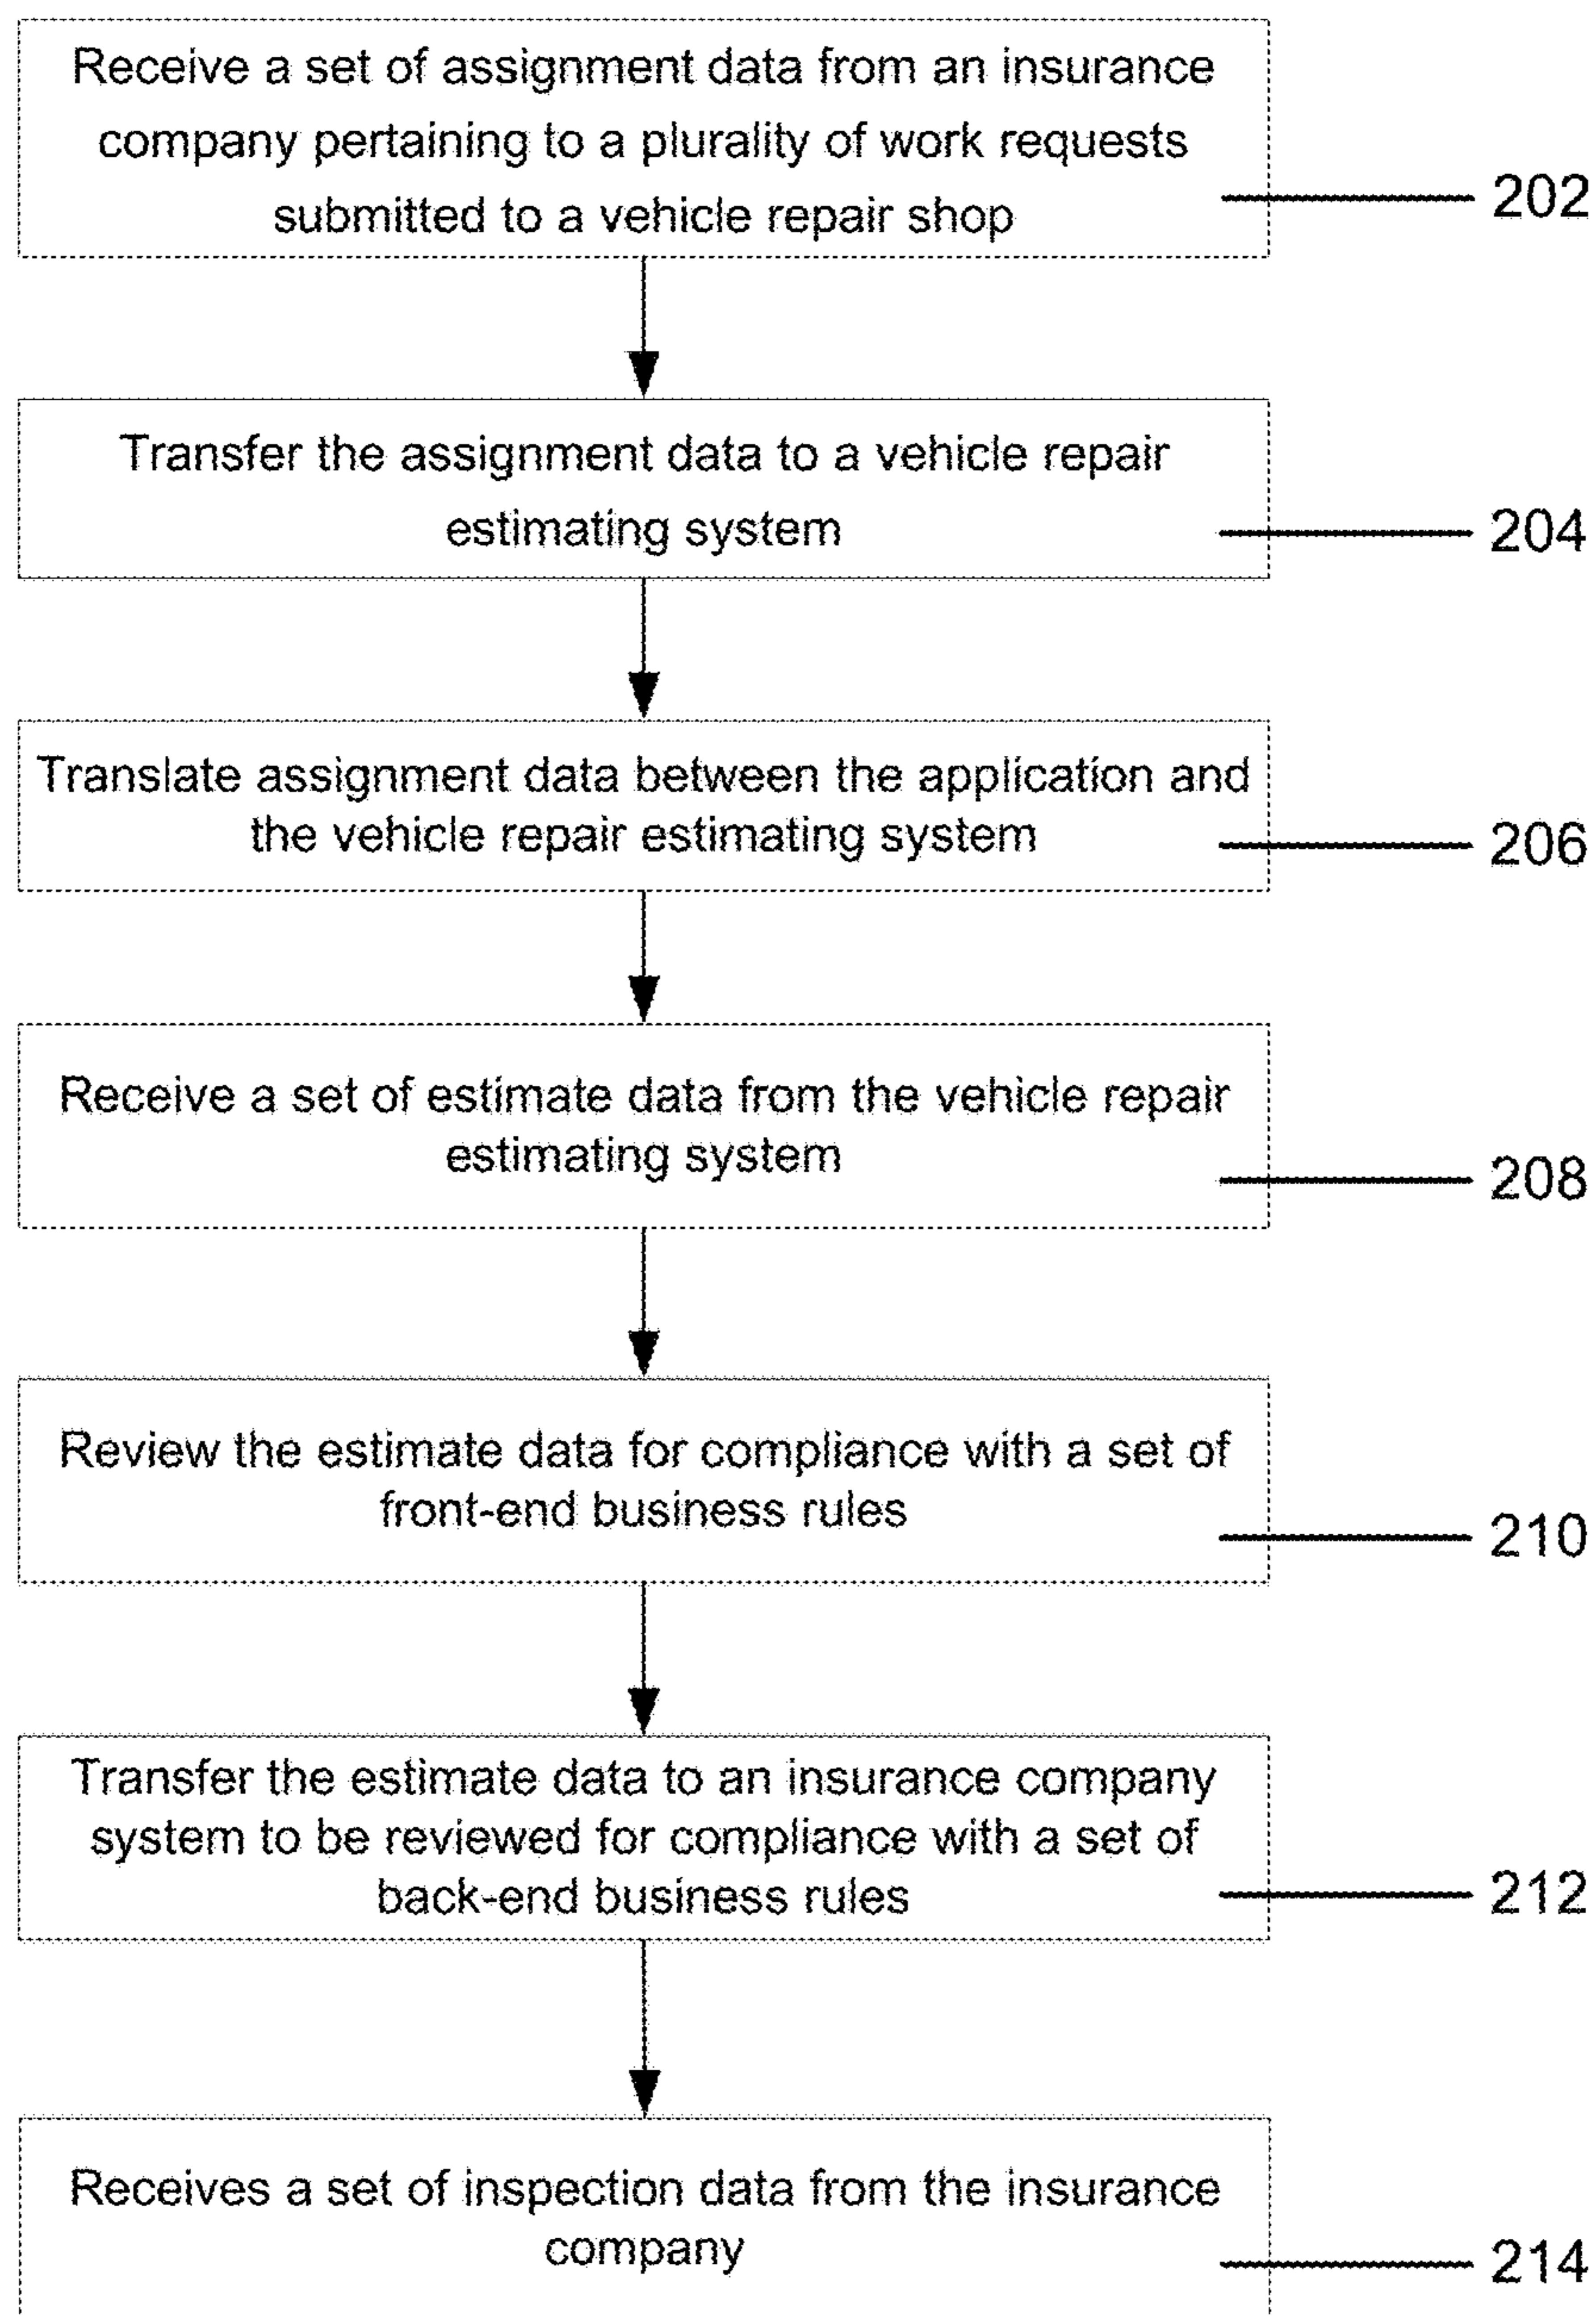 Receive a set of assignment data from an insurance
company pertaining to a plurality of work requests
submitted to a vehicle repair shop
202
Transfer the assignment data to a vehicle repair
estimating system
204
Translate assignment data between the application and
the vehicle repair estimating system
206
Receive a set of estimate data from the vehicle repair
estimating system
208
Review the estimate data for compliance with a set of
front-end business rules
210
Transfer the estimate data to an insurance company
system to be reviewed for compliance with a set of
back-end business rules
212
Receives a set of inspection data from the insurance
company
214